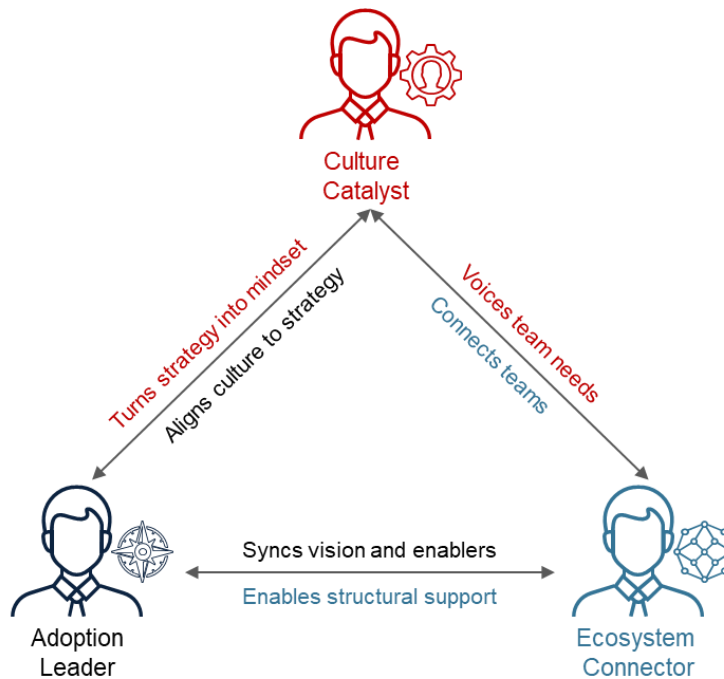 Culture
Catalyst
Turns strategy into mindset
Aligns culture to strategy
Voices team needs
Connects teams
Syncs vision and enablers
Enables structural support
Adoption
Leader
Ecosystem
Connector